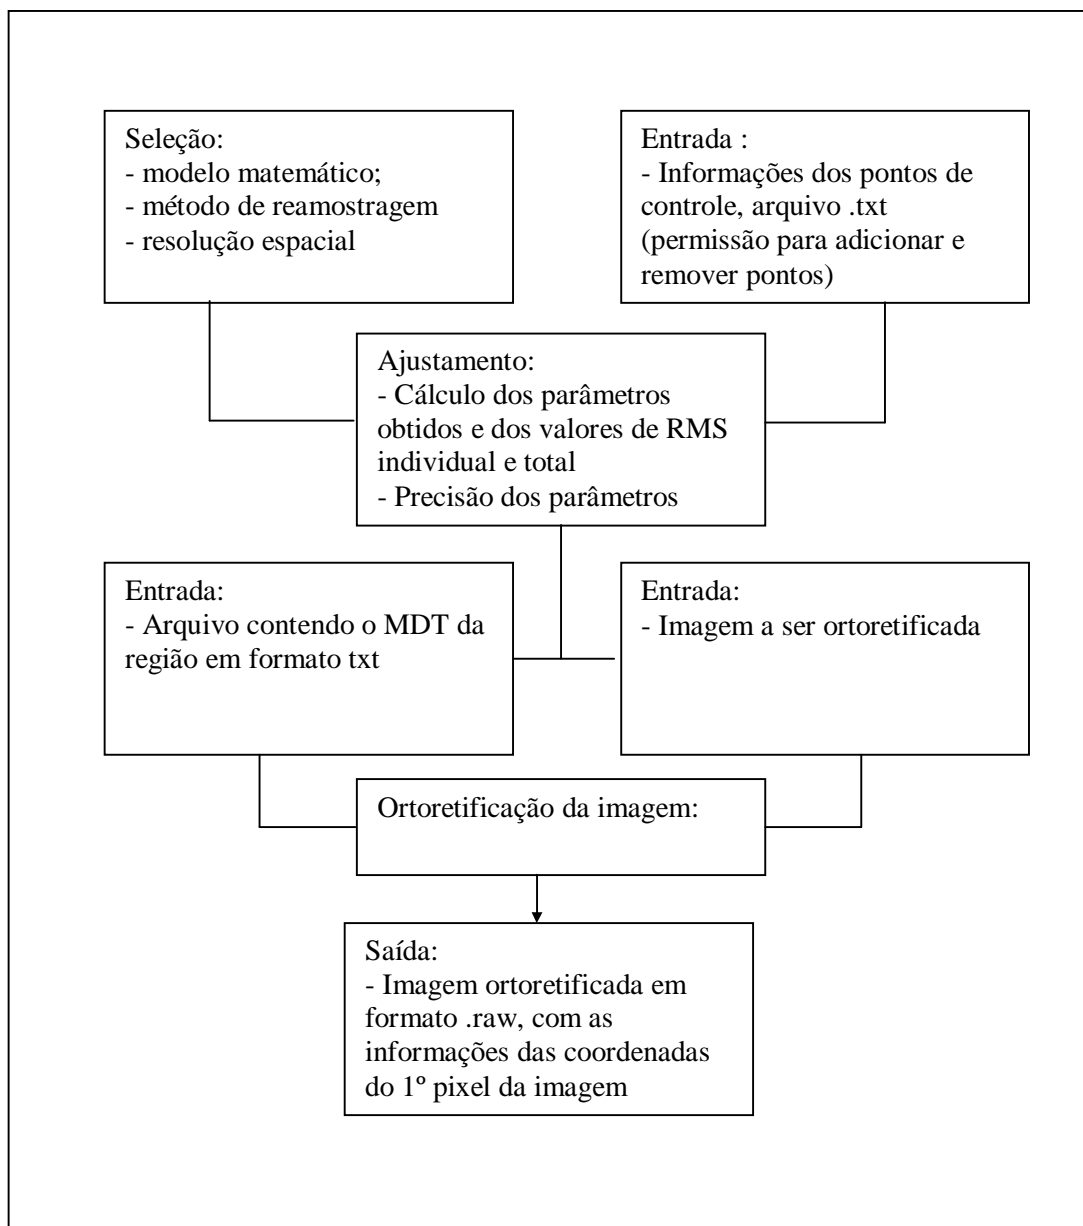 Seleção:
- modelo matemático;
- método de reamostragem
- resolução espacial
Entrada :
- Informações dos pontos de
controle, arquivo .txt
(permissão para adicionar e
remover pontos)
Ajustamento:
- Cálculo dos parâmetros
obtidos e dos valores de RMS
individual e total
- Precisão dos parâmetros
Entrada:
- Arquivo contendo o MDT da
região em formato txt
Entrada:
- Imagem a ser ortoretificada
Ortoretificação da imagem:
Saída:
- Imagem ortoretificada em
formato .raw, com as
informações das coordenadas
do 1º pixel da imagem